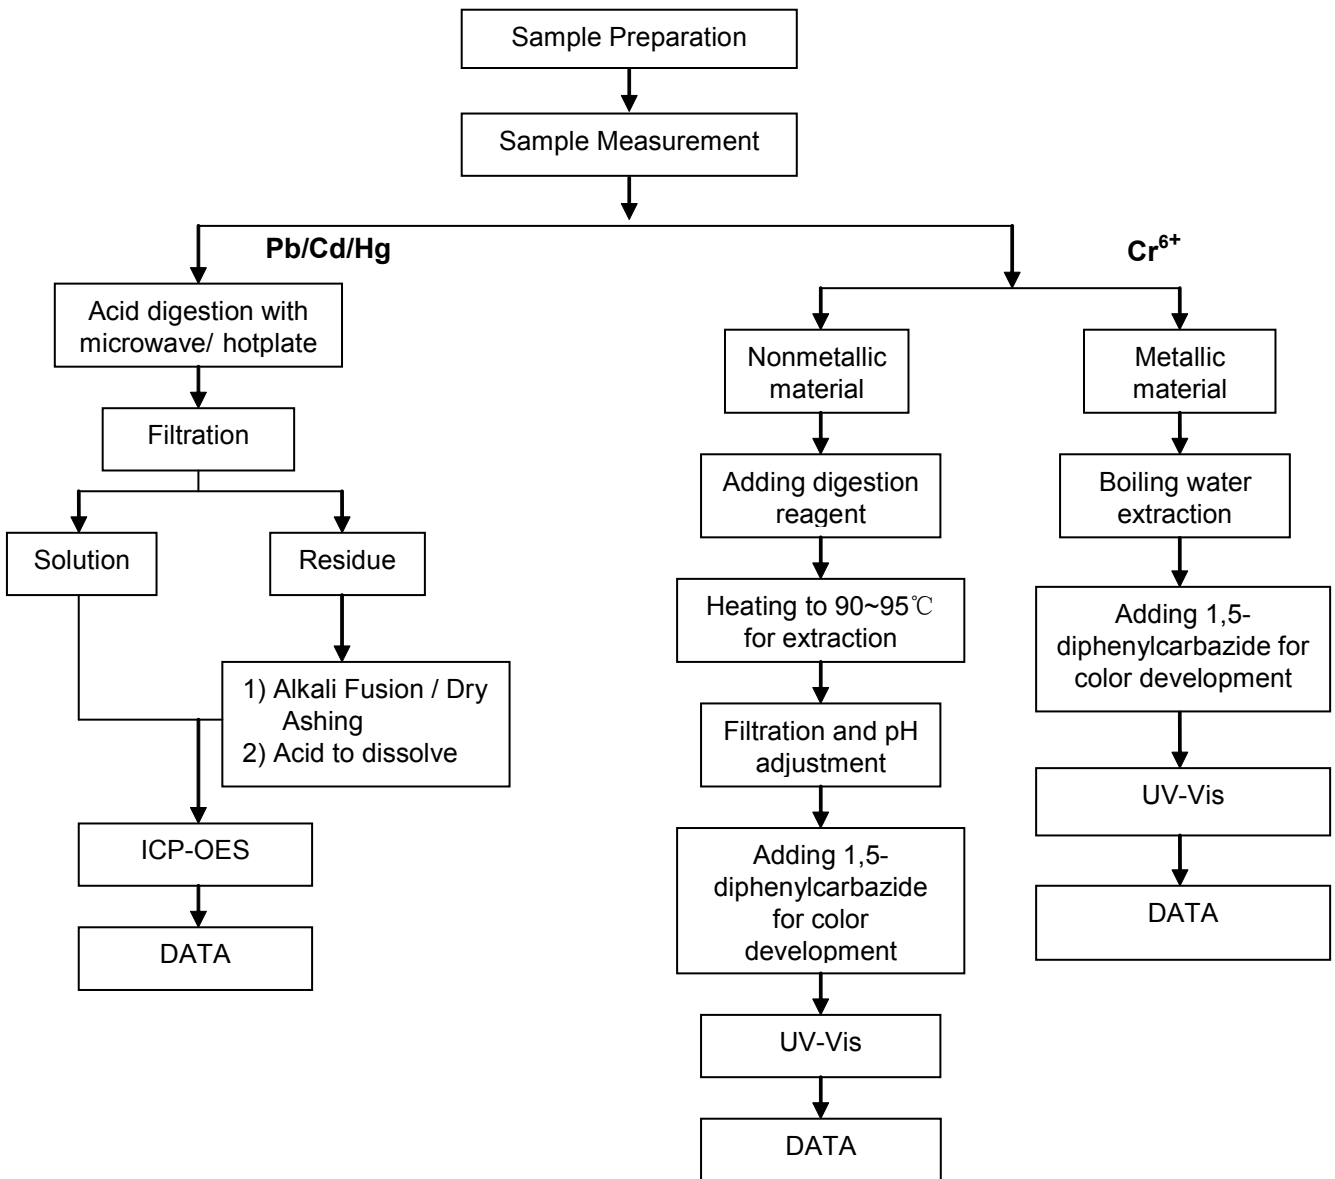 Sample Preparation
Sample Measurement
Pb/Cd/Hg
Acid digestion with
microwave/ hotplate
Filtration
Solution
Residue
1) Alkali Fusion / Dry
Ashing
2) Acid to dissolve
ICP-OES
DATA
Cr⁶⁺
Nonmetallic
material
Adding digestion
reagent
Heating to 90~95℃
for extraction
Filtration and pH
adjustment
Adding 1,5-
diphenylcarbazide
for color
development
UV-Vis
DATA
Metallic
material
Boiling water
extraction
Adding 1,5-
diphenylcarbazide for
color development
UV-Vis
DATA